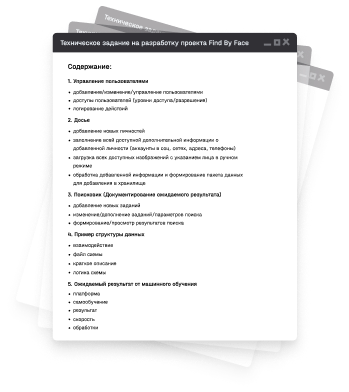 Техническое
Техническое задание на разработку проекта Find By Face
Содержание:
1. Управление пользователями
• добавление/изменение/управление пользователями
• доступы пользователей (уровни доступа/разрешения)
• логирование действий
2. Досье
• добавление новых личностей
• заполнение всей доступной дополнительной информации о
добавленной личности (аккаунты в соц. сетях, адреса, телефоны)
• загрузка всех доступных изображений с указанием лица в ручном
режиме
• обработка добавленной информации и формирование пакета данных
для добавления в хранилище
3. Поисковик (Документирование ожидаемого результата)
• добавление новых заданий
• изменение/дополнение заданий/параметров поиска
• формирование/просмотр результатов поиска
4. Пример структуры данных
• взаимодействие
• файл схемы
• краткое описание
• логика схемы
5. Ожидаемый результат от машинного обучения
• платформа
• самообучение
• результат
• скорость
• обработки